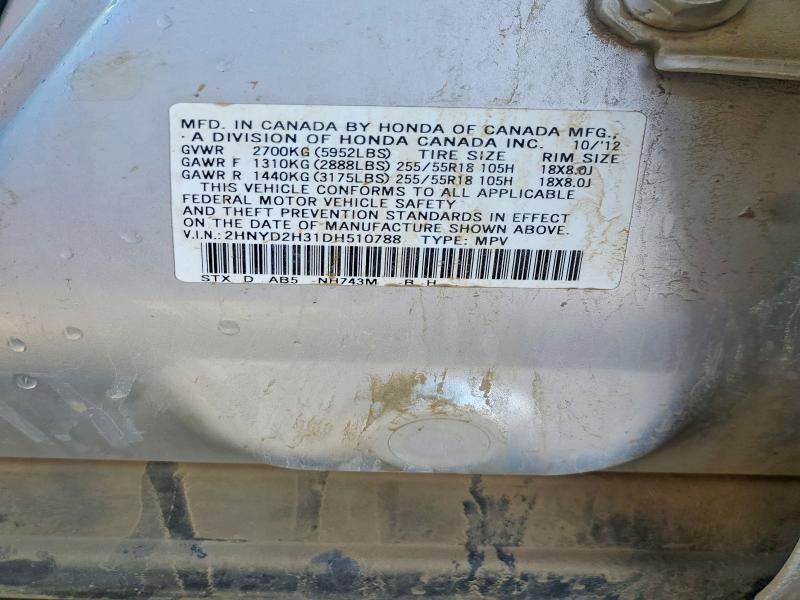 MFD. IN CANADA BY HONDA OF CANADA MFG.,
A DIVISION OF HONDA CANADA INC. 10/'12
GVWR 2700KG (5952LBS) TIRE SIZE RIM SIZE
GAWR F 1310KG (2888LBS) 255/55R18 105H 18X8.0J
GAWR R 1440KG (3175LBS) 255/55R18 105H 18X8.0J
THIS VEHICLE CONFORMS TO ALL APPLICABLE
FEDERAL MOTOR VEHICLE SAFETY
AND THEFT PREVENTION STANDARDS IN EFFECT
ON THE DATE OF MANUFACTURE SHOWN ABOVE.
V.I.N.: 2HNYD2H31DH510788 TYPE: MPV
STX D AB5 -NH743M -B H